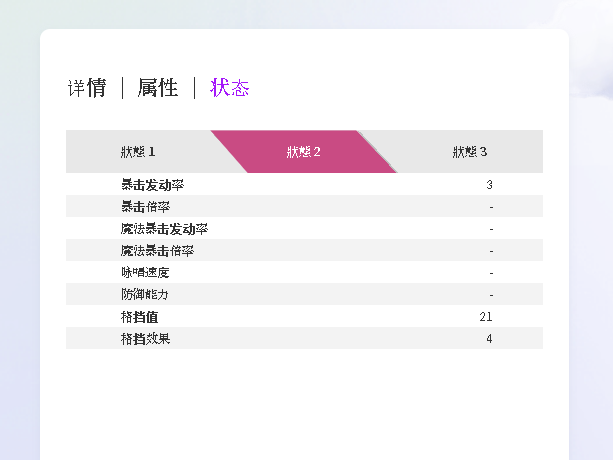 详情 | 属性 | 状态
狀態 1 狀態 2 狀態 3
暴击发动率 3
暴击倍率 -
魔法暴击发动率 -
魔法暴击倍率 -
咏唱速度 -
防御能力 -
格挡值 21
格挡效果 4